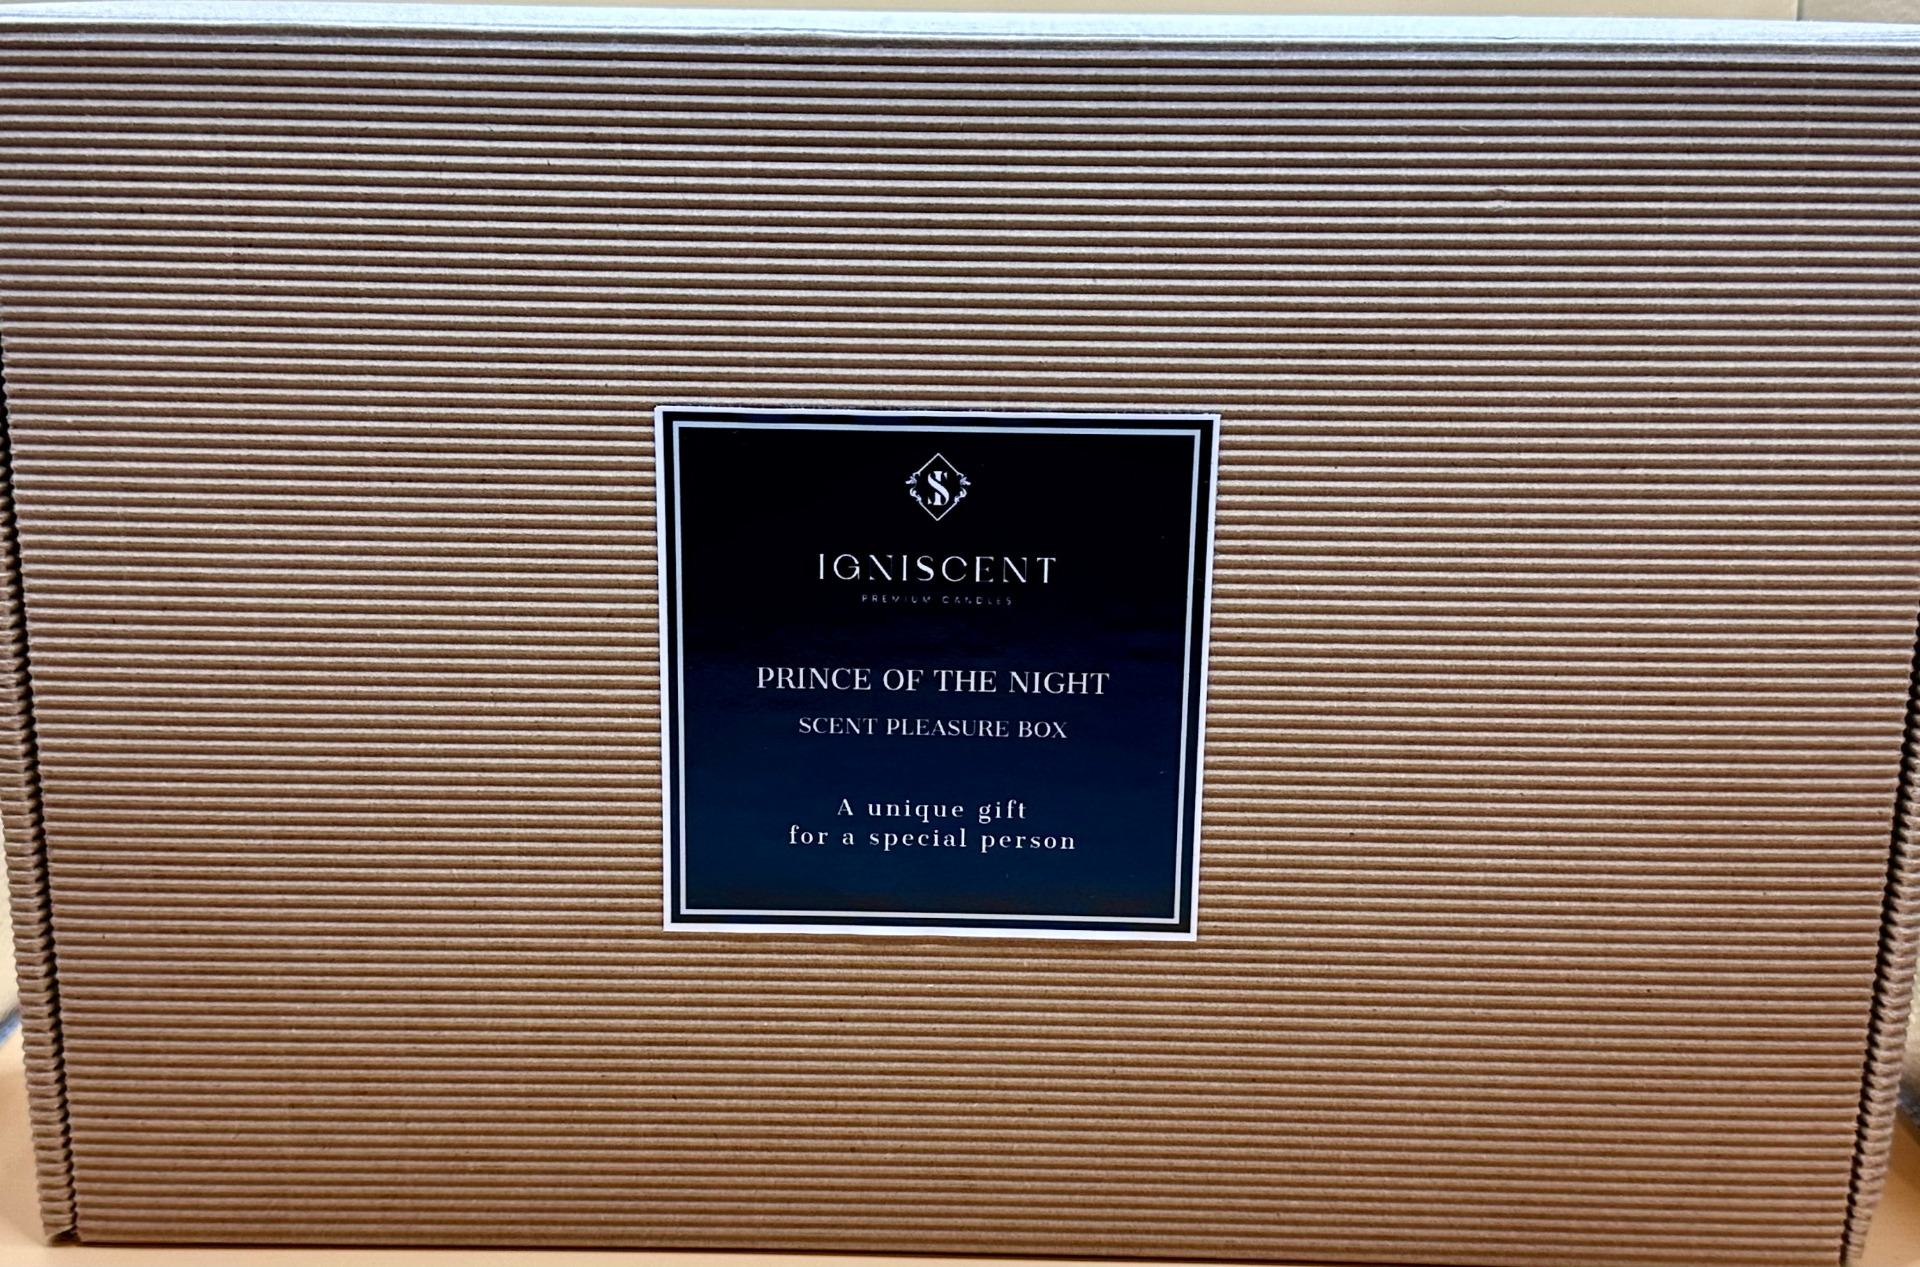 IGNISCENT
PREMIUM CANDLES
PRINCE OF THE NIGHT
SCENT PLEASURE BOX
A unique gift
for a special person